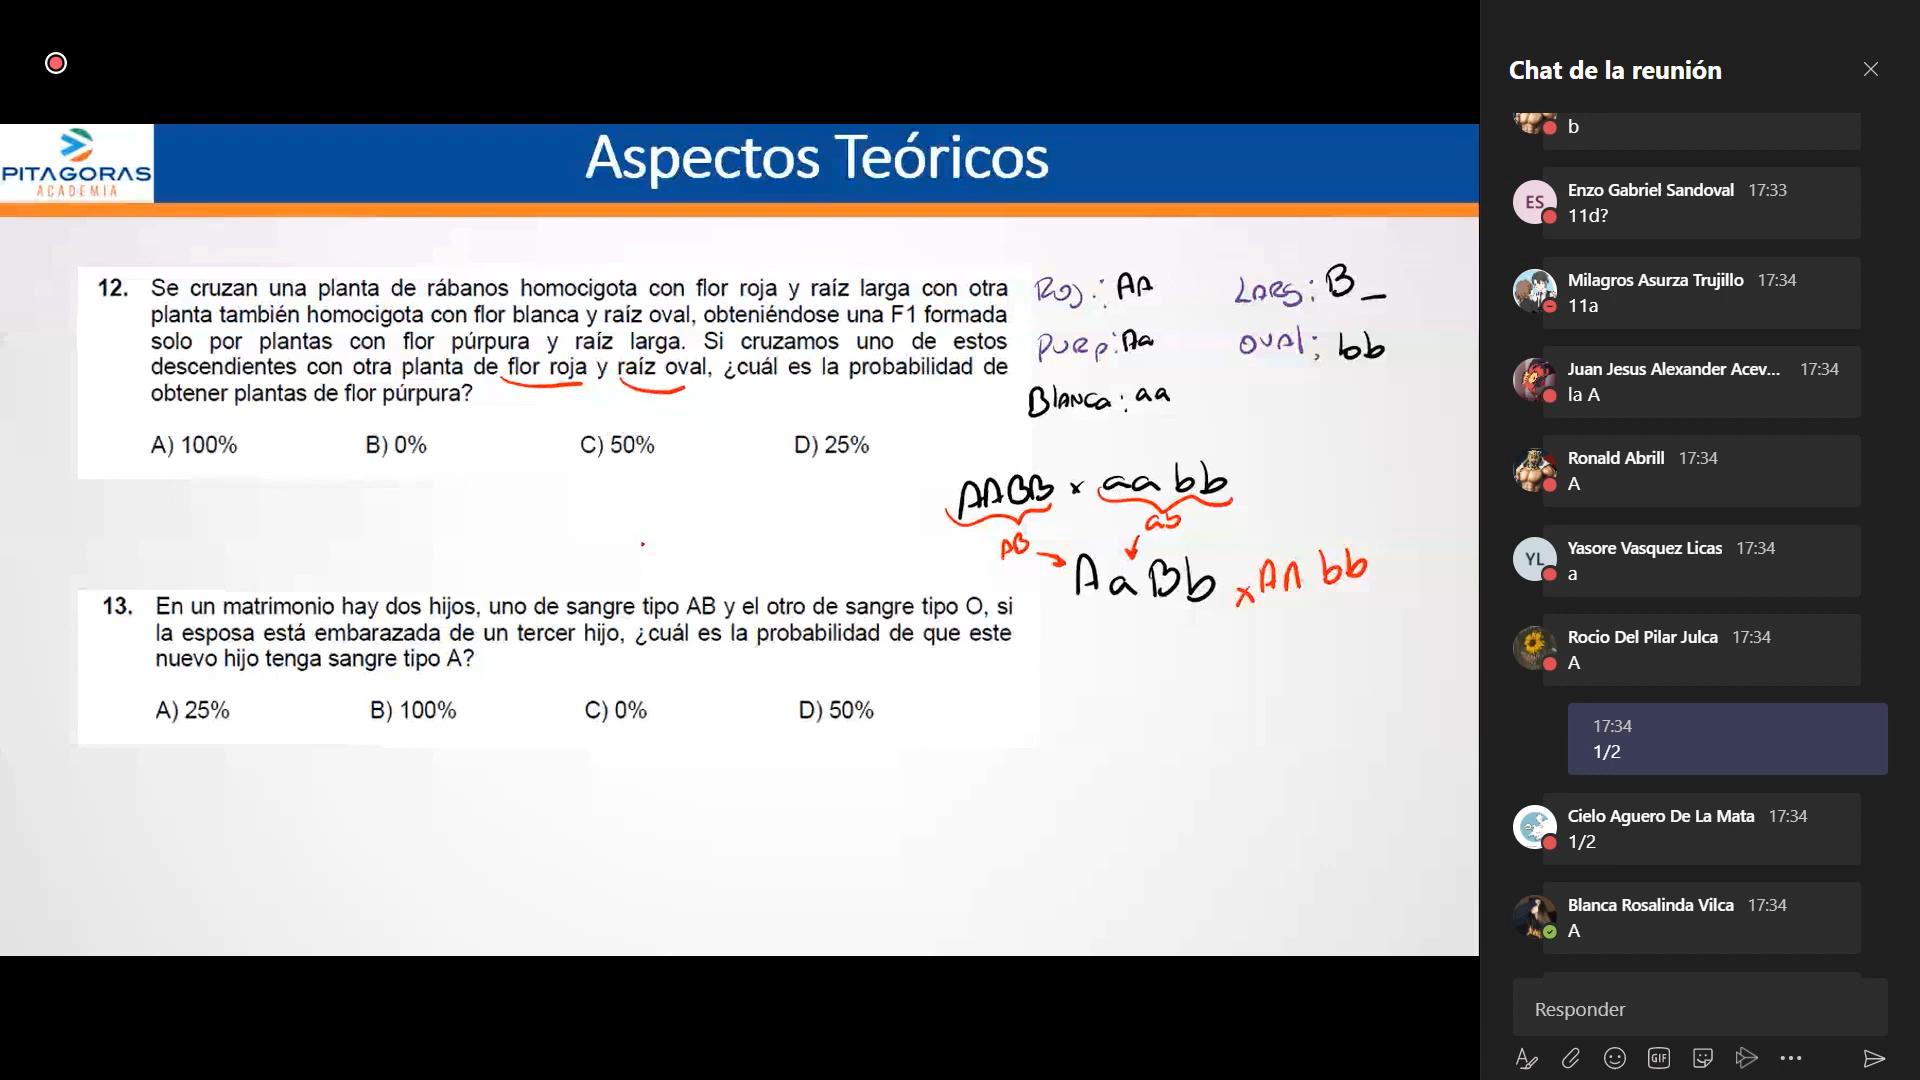 PITAGORAS
ACADEMIA
Aspectos Teóricos
12. Se cruzan una planta de rábanos homocigota con flor roja y raíz larga con otra
planta también homocigota con flor blanca y raíz oval, obteniéndose una F1 formada
solo por plantas con flor púrpura y raíz larga. Si cruzamos uno de estos
descendientes con otra planta de flor roja y raíz oval, ¿cuál es la probabilidad de
obtener plantas de flor púrpura?
A) 100% B) 0% C) 50% D) 25%
Roj.: AA Larg: B_
Purp: Aa oval: bb
Blanca: aa
AABB x aabb
AB ab
AaBb x AA bb
13. En un matrimonio hay dos hijos, uno de sangre tipo AB y el otro de sangre tipo O, si
la esposa está embarazada de un tercer hijo, ¿cuál es la probabilidad de que este
nuevo hijo tenga sangre tipo A?
A) 25% B) 100% C) 0% D) 50%
Chat de la reunión
b
ES Enzo Gabriel Sandoval 17:33
11d?
Milagros Asurza Trujillo 17:34
11a
Juan Jesus Alexander Acev... 17:34
la A
Ronald Abrill 17:34
A
YL Yasore Vasquez Licas 17:34
a
Rocio Del Pilar Julca 17:34
A
17:34
1/2
Cielo Aguero De La Mata 17:34
1/2
Blanca Rosalinda Vilca 17:34
A
Responder
GIF